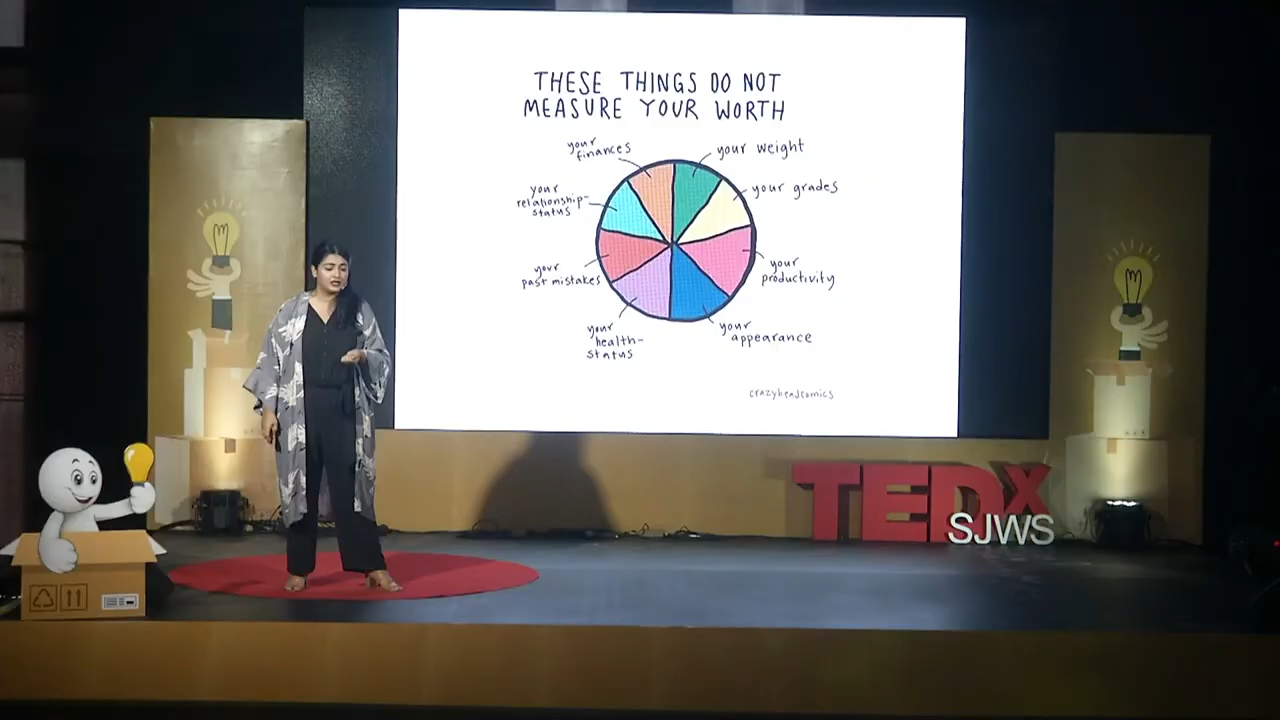 THESE THINGS DO NOT
MEASURE YOUR WORTH
your
finances
your weight
your grades
your
relationship-
status
your
past mistakes
your
productivity
your
health-
status
your
appearance
crazyheadcomics
TEDx
SJWS